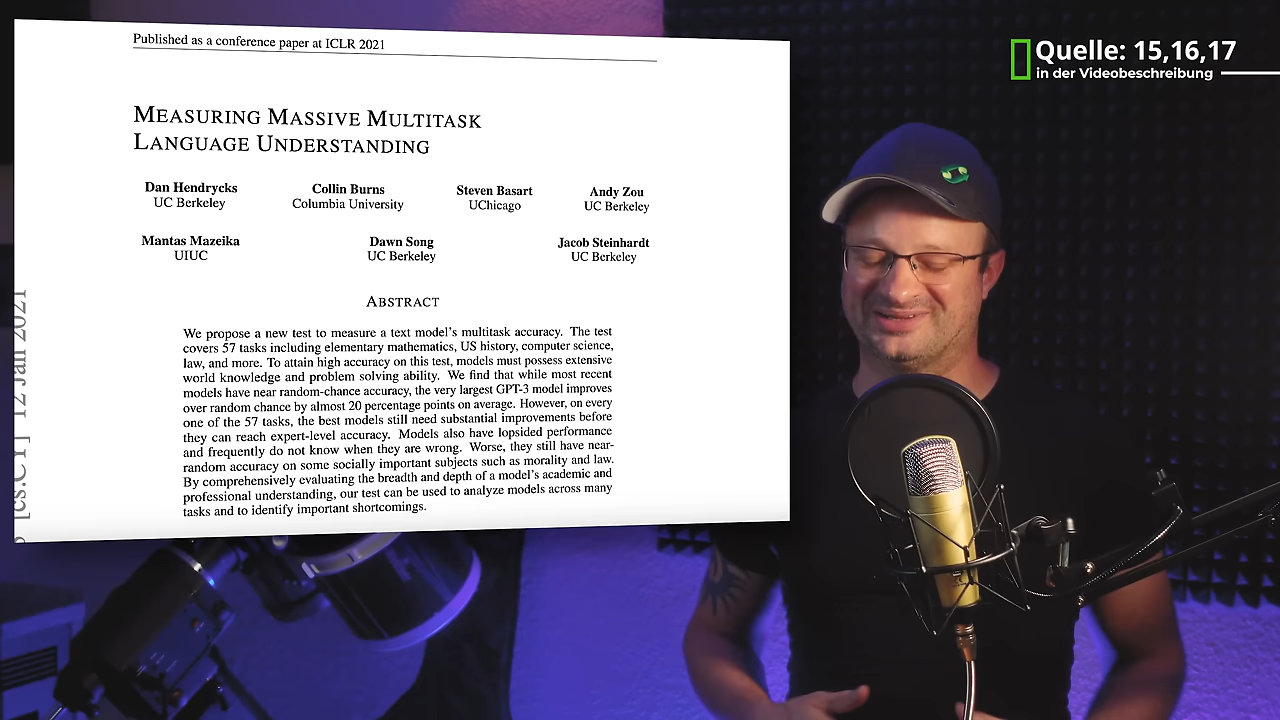 Published as a conference paper at ICLR 2021
MEASURING MASSIVE MULTITASK
LANGUAGE UNDERSTANDING
Dan Hendrycks
UC Berkeley
Collin Burns
Columbia University
Steven Basart
UChicago
Andy Zou
UC Berkeley
Mantas Mazeika
UIUC
Dawn Song
UC Berkeley
Jacob Steinhardt
UC Berkeley
ABSTRACT
We propose a new test to measure a text model's multitask accuracy. The test
covers 57 tasks including elementary mathematics, US history, computer science,
law, and more. To attain high accuracy on this test, models must possess extensive
world knowledge and problem solving ability. We find that while most recent
models have near random-chance accuracy, the very largest GPT-3 model improves
over random chance by almost 20 percentage points on average. However, on every
one of the 57 tasks, the best models still need substantial improvements before
they can reach expert-level accuracy. Models also have lopsided performance
and frequently do not know when they are wrong. Worse, they still have near-
random accuracy on some socially important subjects such as morality and law.
By comprehensively evaluating the breadth and depth of a model's academic and
professional understanding, our test can be used to analyze models across many
tasks and to identify important shortcomings.
12 Jan 2021
Quelle: 15,16,17
in der Videobeschreibung